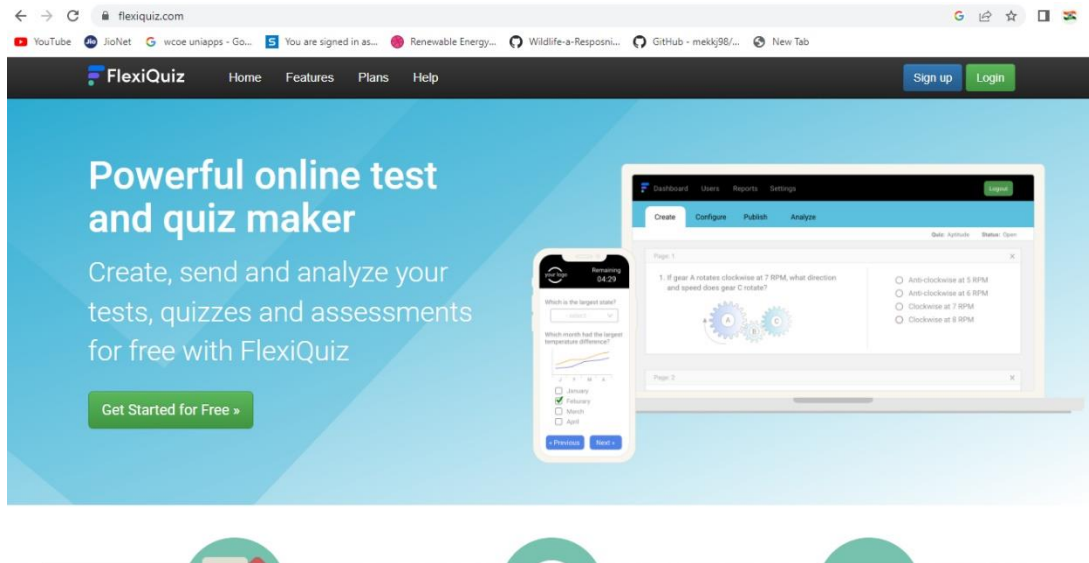 flexiquiz.com
YouTube JioNet wcoe uniapps - Go... You are signed in as... Renewable Energy... Wildlife-a-Resposni... GitHub - mekkj98/... New Tab
FlexiQuiz Home Features Plans Help Sign up Login
Powerful online test
and quiz maker
Create, send and analyze your
tests, quizzes and assessments
for free with FlexiQuiz
Get Started for Free »
Dashboard Users Reports Settings Logout
Create Configure Publish Analyze
Quiz: Aptitude Status: Open
Page: 1 X
1. If gear A rotates clockwise at 7 RPM, what direction
and speed does gear C rotate?
A B C
Anti-clockwise at 5 RPM
Anti-clockwise at 6 RPM
Clockwise at 7 RPM
Clockwise at 8 RPM
Page: 2 X
your logo
Remaining
04:29
Which is the largest state?
Which month had the largest
temperature difference?
J F M A
January
Feburary
March
April
‹ Previous Next ›